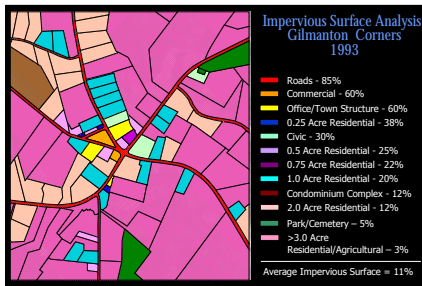 Impervious Surface Analysis
Gilmanton Corners
1993
Roads - 85%
Commercial - 60%
Office/Town Structure - 60%
0.25 Acre Residential - 38%
Civic - 30%
0.5 Acre Residential - 25%
0.75 Acre Residential - 22%
1.0 Acre Residential - 20%
Condominium Complex - 12%
2.0 Acre Residential - 12%
Park/Cemetery – 5%
>3.0 Acre
Residential/Agricultural – 3%
Average Impervious Surface = 11%